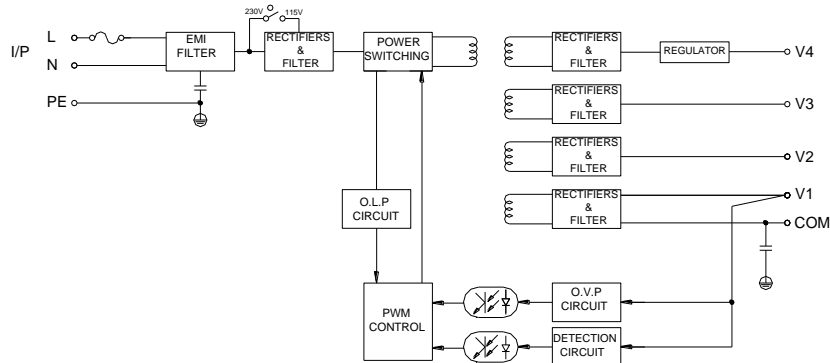 230V 115V
I/P
L
N
PE
EMI
FILTER
RECTIFIERS
&
FILTER
POWER
SWITCHING
RECTIFIERS
&
FILTER
REGULATOR
V4
RECTIFIERS
&
FILTER
V3
RECTIFIERS
&
FILTER
V2
RECTIFIERS
&
FILTER
V1
COM
O.L.P
CIRCUIT
PWM
CONTROL
O.V.P
CIRCUIT
DETECTION
CIRCUIT